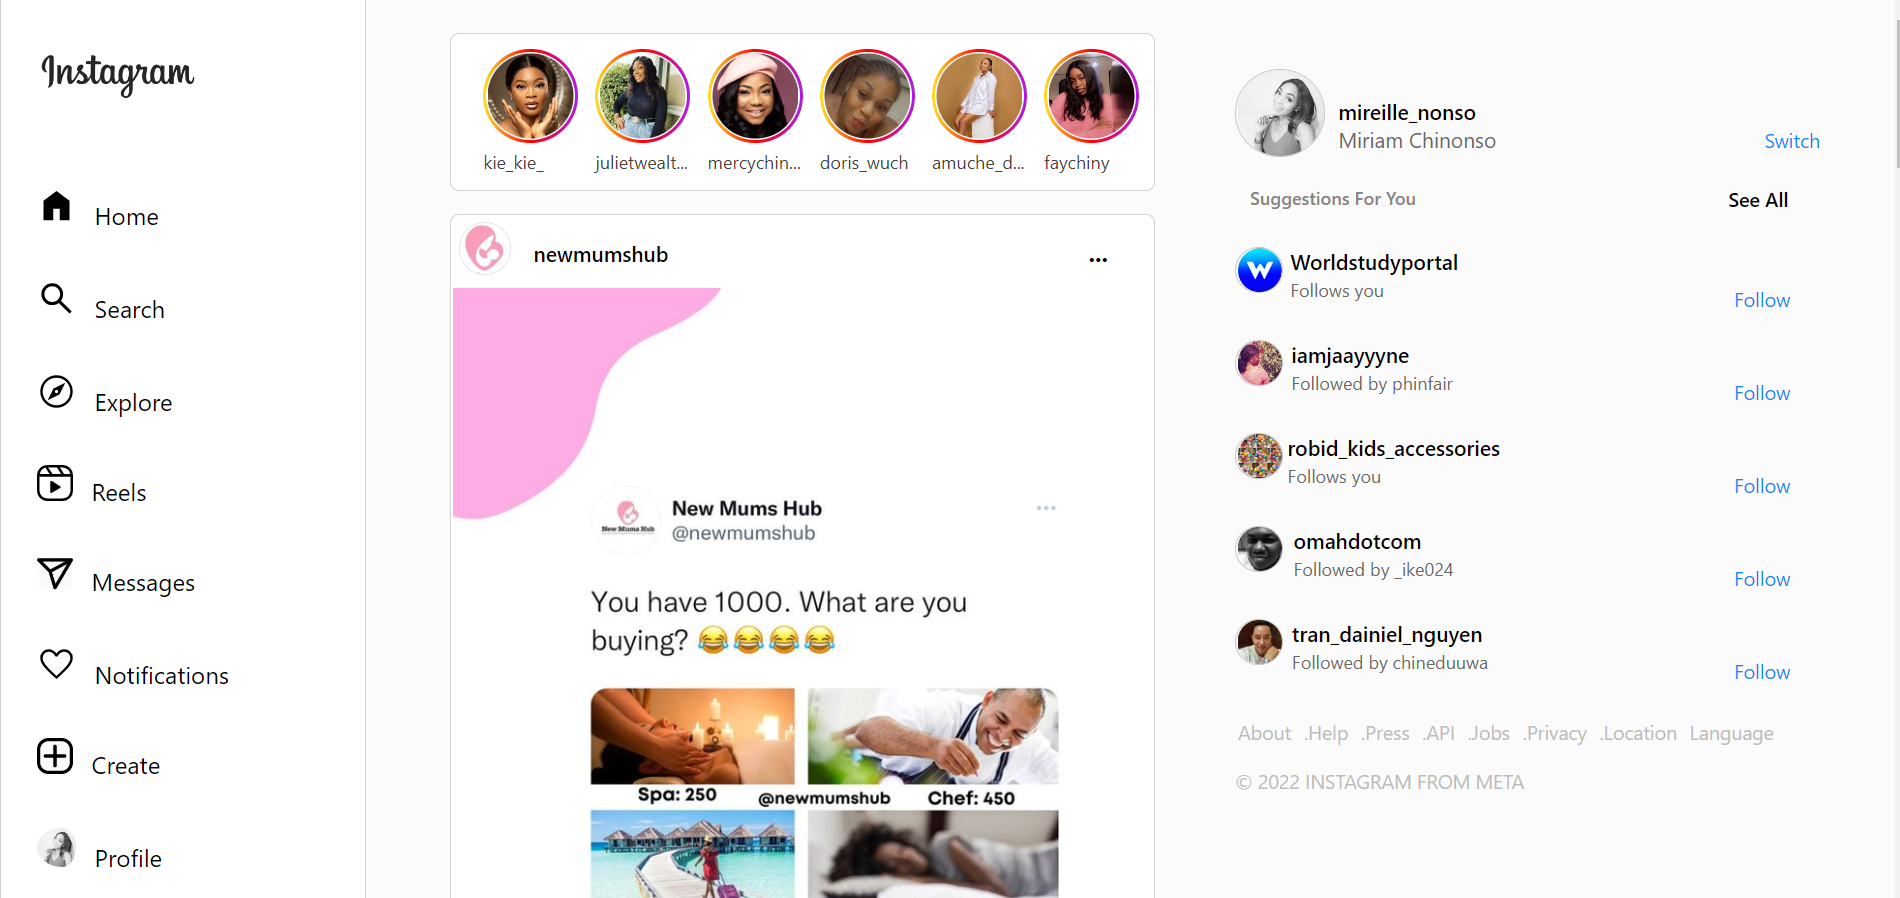 Instagram
Home
Search
Explore
Reels
Messages
Notifications
Create
Profile
kie_kie_
julietwealt...
mercychin...
doris_wuch
amuche_d...
faychiny
newmumshub
New Mums Hub
New Mums Hub
@newmumshub
You have 1000. What are you
buying? 😂😂😂😂
Spa: 250
@newmumshub
Chef: 450
mireille_nonso
Miriam Chinonso
Switch
Suggestions For You
See All
W
Worldstudyportal
Follows you
Follow
iamjaayyyne
Followed by phinfair
Follow
robid_kids_accessories
Follows you
Follow
omahdotcom
Followed by _ike024
Follow
tran_dainiel_nguyen
Followed by chineduuwa
Follow
About .Help .Press .API .Jobs .Privacy .Location Language
© 2022 INSTAGRAM FROM META